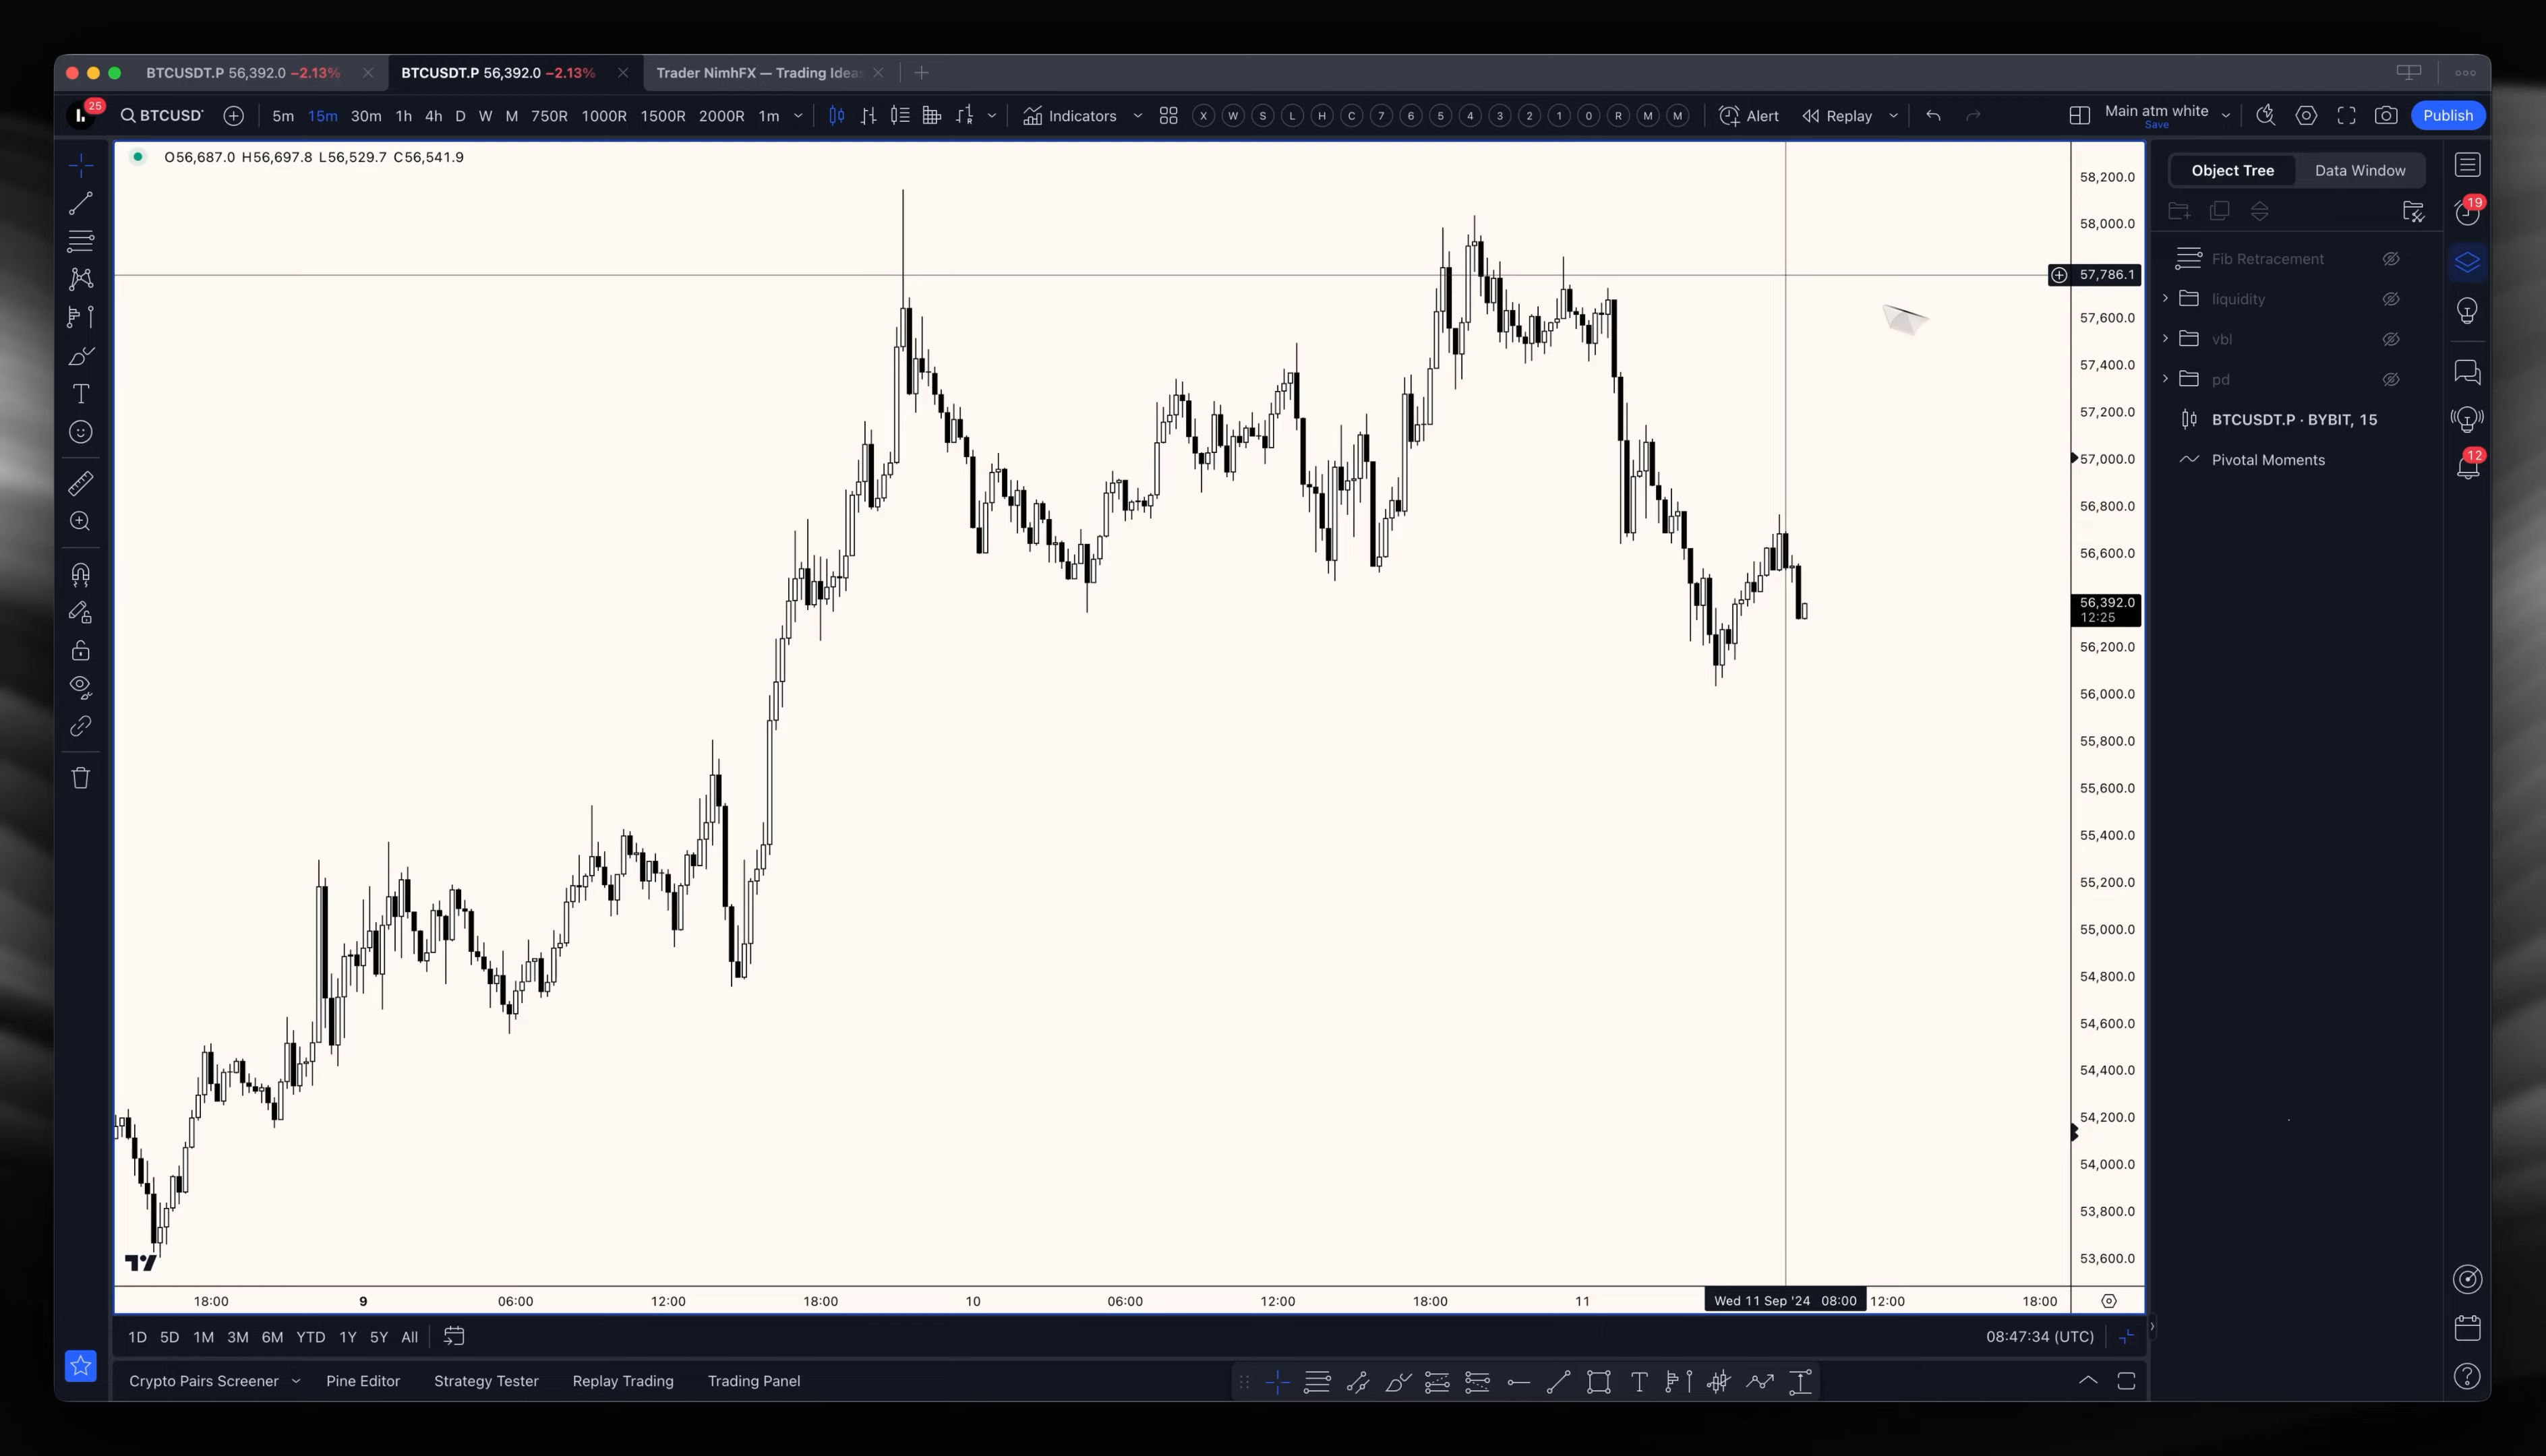 BTCUSDT.P 56,392.0 −2.13%
BTCUSDT.P 56,392.0 −2.13%
Trader NimhFX — Trading Ideas
25
BTCUSDT
5m 15m 30m 1h 4h D W M 750R 1000R 1500R 2000R 1m
Indicators
X W S L H C 7 6 5 4 3 2 1 0 R M M
Alert
Replay
Main atm white
Save
Publish
O56,687.0 H56,697.8 L56,529.7 C56,541.9
58,200.0
58,000.0
57,786.1
57,600.0
57,400.0
57,200.0
57,000.0
56,800.0
56,600.0
56,392.0
12:25
56,200.0
56,000.0
55,800.0
55,600.0
55,400.0
55,200.0
55,000.0
54,800.0
54,600.0
54,400.0
54,200.0
54,000.0
53,800.0
53,600.0
Object Tree
Data Window
19
Fib Retracement
liquidity
vbl
pd
BTCUSDT.P · BYBIT, 15
Pivotal Moments
12
18:00 9 06:00 12:00 18:00 10 06:00 12:00 18:00 11 Wed 11 Sep '24 08:00 12:00 18:00
1D 5D 1M 3M 6M YTD 1Y 5Y All
08:47:34 (UTC)
Crypto Pairs Screener
Pine Editor
Strategy Tester
Replay Trading
Trading Panel